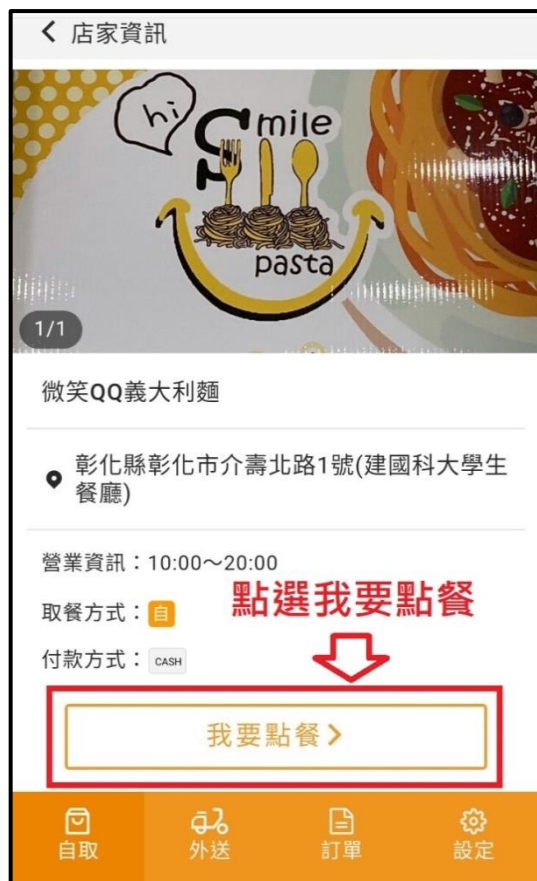 店家資訊
hi
Smile
pasta
1/1
微笑QQ義大利麵
彰化縣彰化市介壽北路1號(建國科大學生
餐廳)
營業資訊：10:00～20:00
點選我要點餐
取餐方式：自
付款方式：CASH
我要點餐
自取 外送 訂單 設定